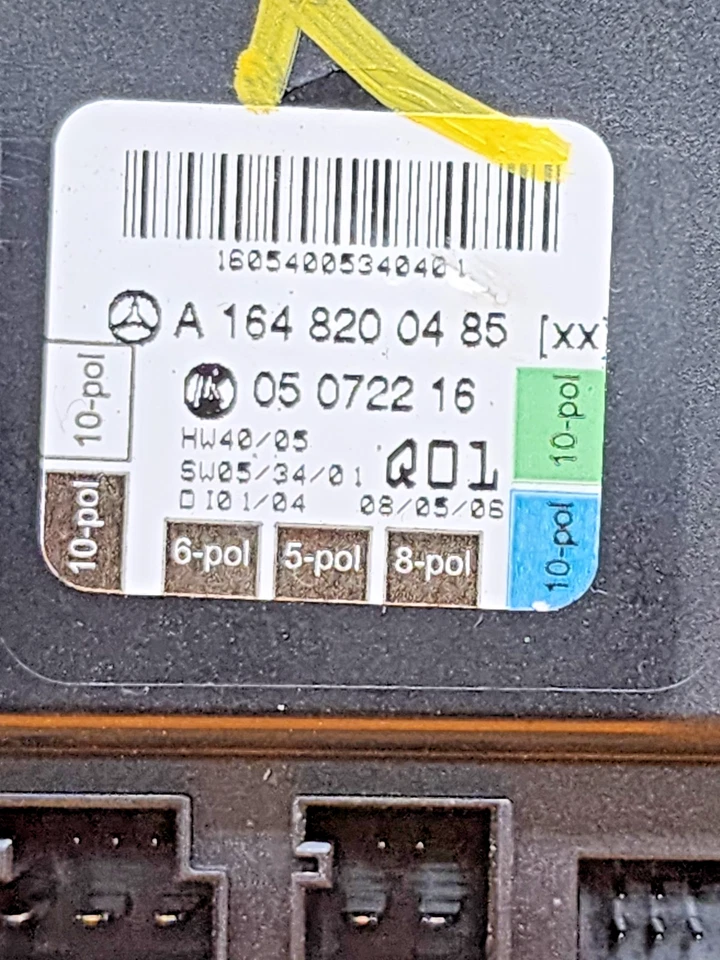 16054005340401
A 164 820 04 85 [xx]
05 0722 16
HW40/05
SW05/34/01
Q01
DI01/04
08/05/06
10-pol
10-pol
6-pol
5-pol
8-pol
10-pol
10-pol